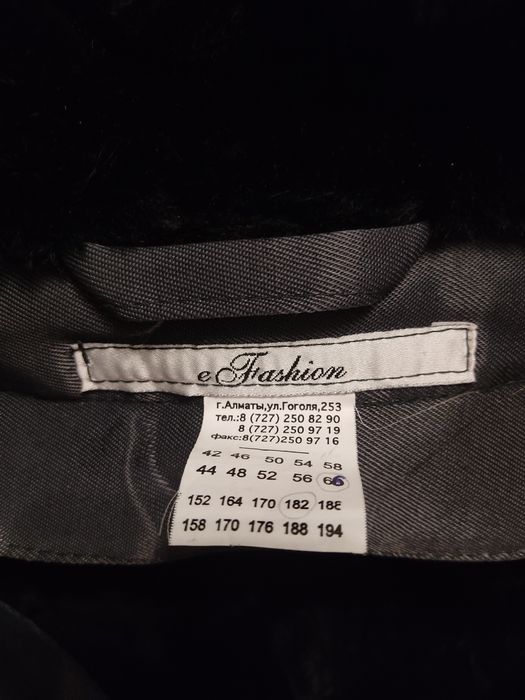 e Fashion
г.Алматы,ул.Гоголя,253
тел.:8 (727) 250 82 90
8 (727) 250 97 19
факс:8(727)250 97 16
42 46 50 54 58
44 48 52 56
152 164 170 182 188
158 170 176 188 194